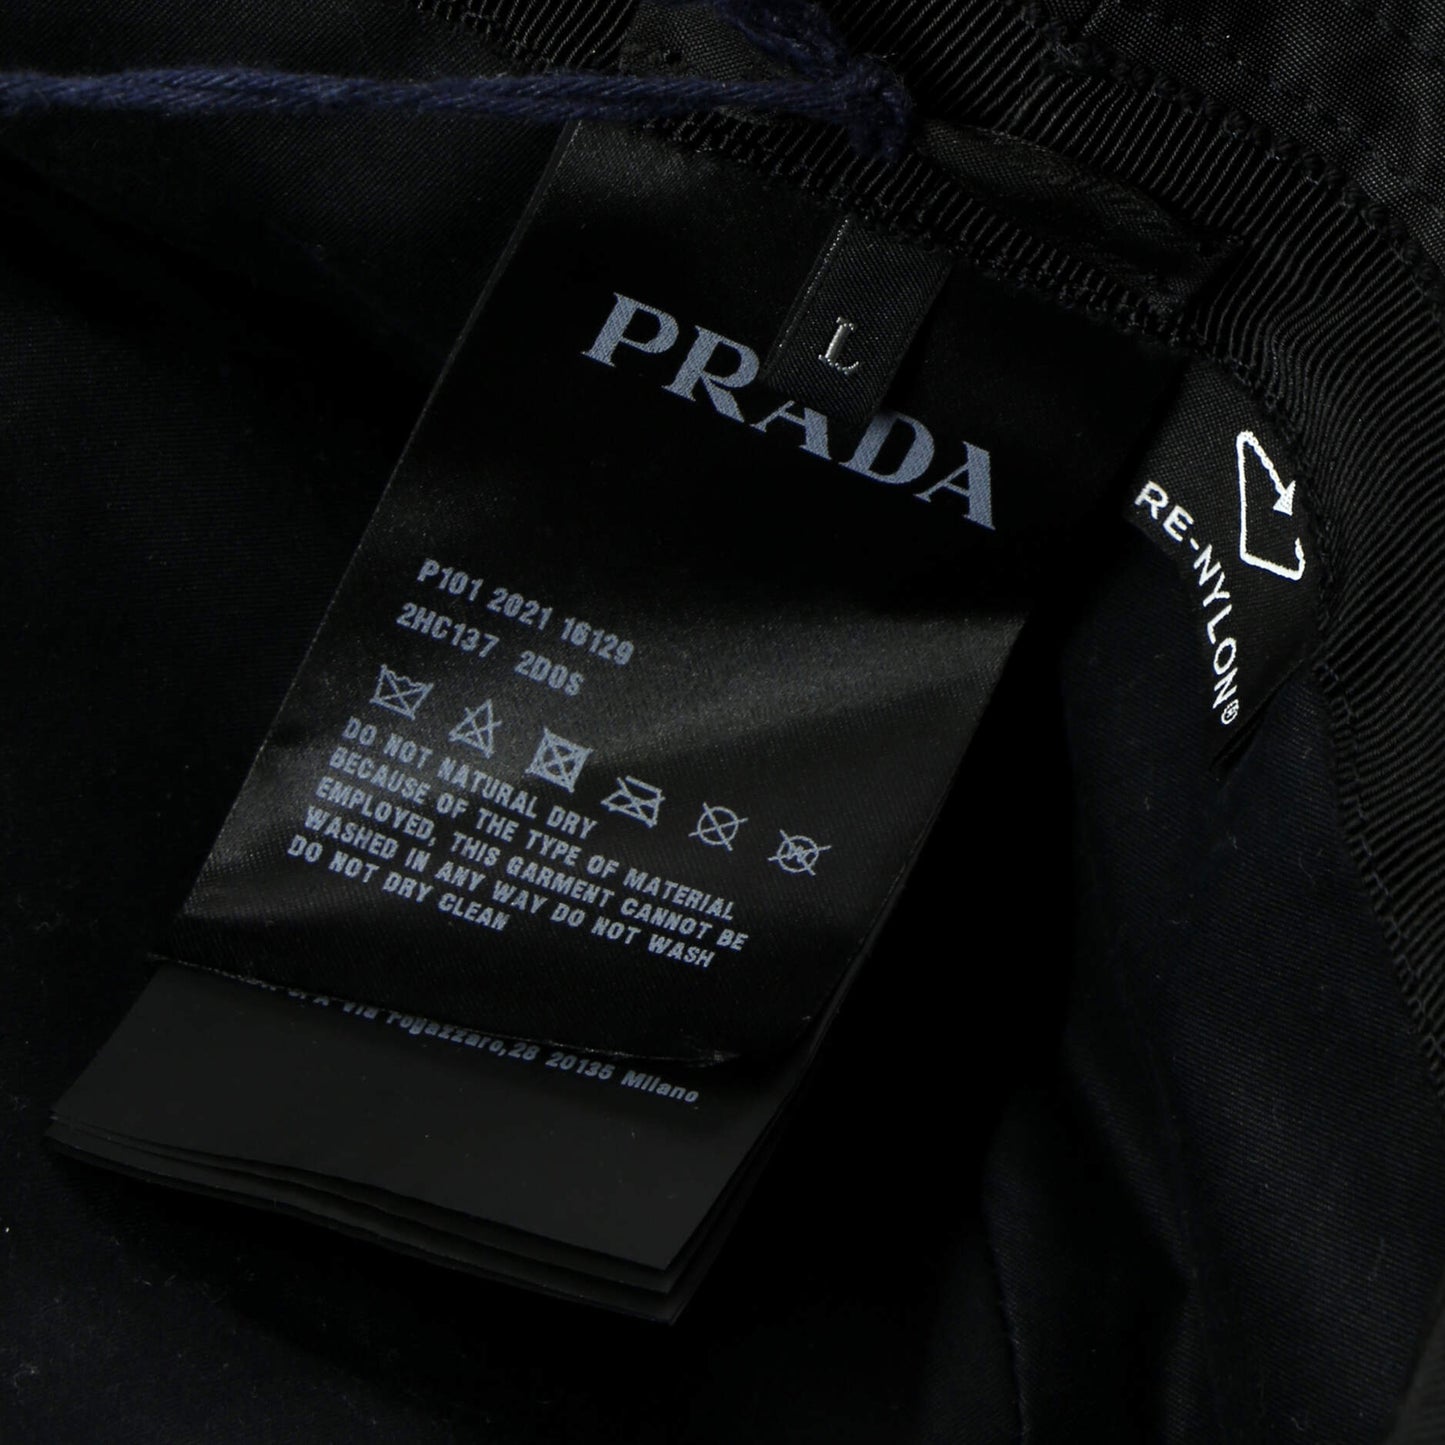 PRADA
L
RE-NYLON®
P101 2021 16129
2HC137 2D0S
DO NOT NATURAL DRY
BECAUSE OF THE TYPE OF MATERIAL
EMPLOYED, THIS GARMENT CANNOT BE
WASHED IN ANY WAY DO NOT WASH
DO NOT DRY CLEAN
Via Fogazzaro,28 20135 Milano